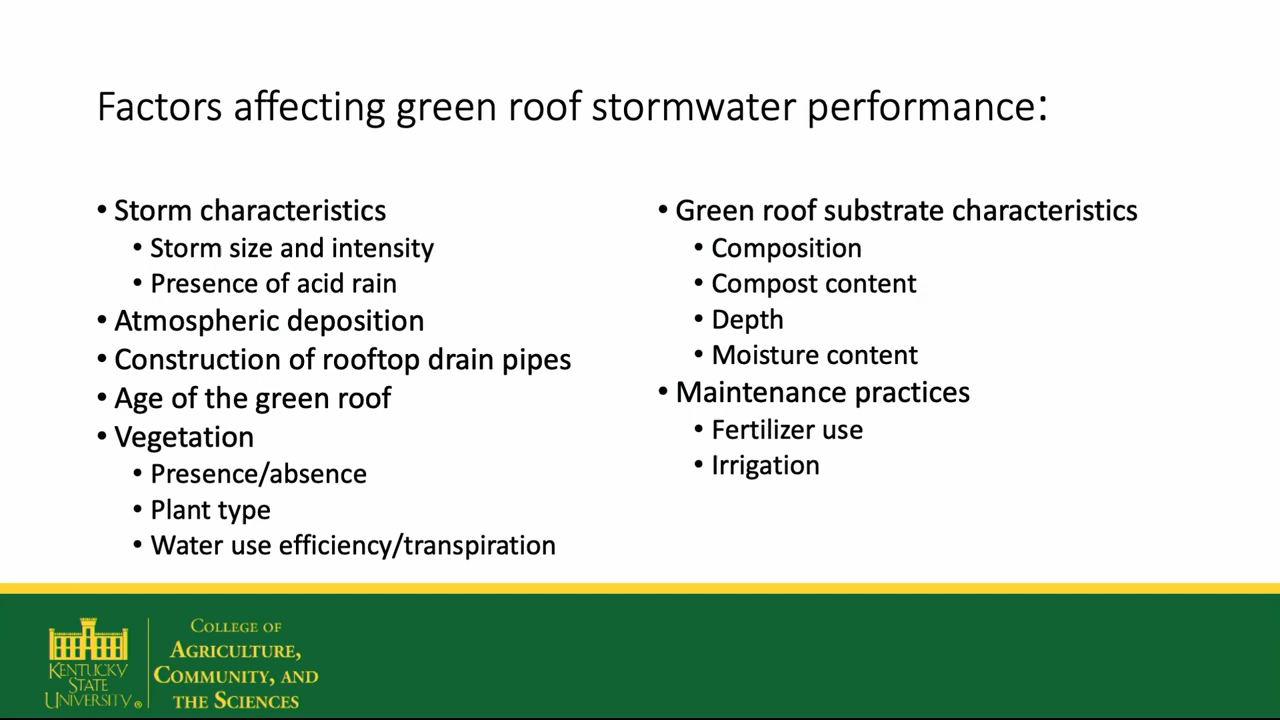 Factors affecting green roof stormwater performance:
• Storm characteristics
• Storm size and intensity
• Presence of acid rain
• Atmospheric deposition
• Construction of rooftop drain pipes
• Age of the green roof
• Vegetation
• Presence/absence
• Plant type
• Water use efficiency/transpiration
• Green roof substrate characteristics
• Composition
• Compost content
• Depth
• Moisture content
• Maintenance practices
• Fertilizer use
• Irrigation
KENTUCKY
STATE
UNIVERSITY®
COLLEGE OF
AGRICULTURE,
COMMUNITY, AND
THE SCIENCES